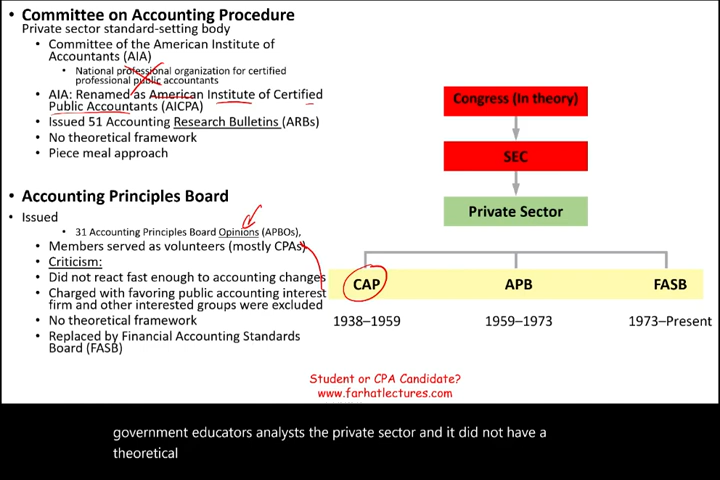 Committee on Accounting Procedure
Private sector standard-setting body
• Committee of the American Institute of
Accountants (AIA)
• National professional organization for certified
professional public accountants
• AIA: Renamed as American Institute of Certified
Public Accountants (AICPA)
• Issued 51 Accounting Research Bulletins (ARBs)
• No theoretical framework
• Piece meal approach
• Accounting Principles Board
• Issued
• 31 Accounting Principles Board Opinions (APBOs),
• Members served as volunteers (mostly CPAs)
• Criticism:
• Did not react fast enough to accounting changes
• Charged with favoring public accounting interest
firm and other interested groups were excluded
• No theoretical framework
• Replaced by Financial Accounting Standards
Board (FASB)
Congress (In theory)
SEC
Private Sector
CAP APB FASB
1938–1959 1959–1973 1973–Present
Student or CPA Candidate?
www.farhatlectures.com
government educators analysts the private sector and it did not have a
theoretical